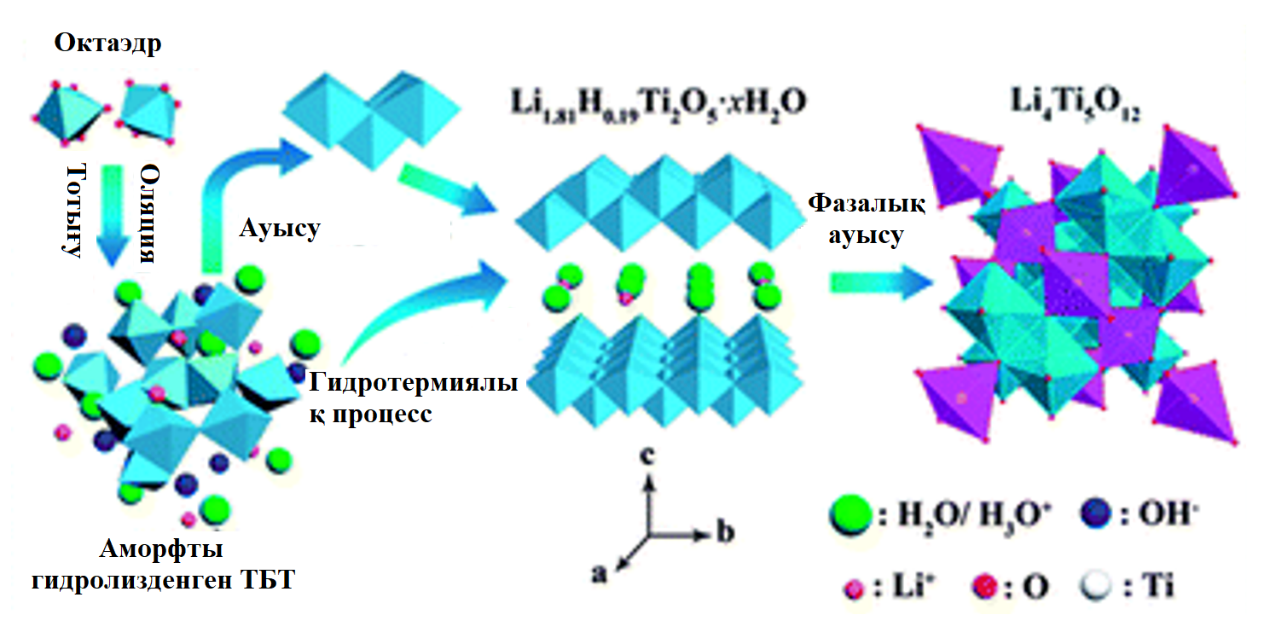 Октаэдр
Тотығу
Оляция
Ауысу
Li₁.₈₁H₀.₁₉Ti₂O₅·xH₂O
Li₄Ti₅O₁₂
Фазалық
ауысу
Гидротермиялы
қ процесс
Аморфты
гидролизденген ТБТ
c
b
a
: H₂O/ H₃O⁺
: OH⁻
: Li⁺
: O
: Ti